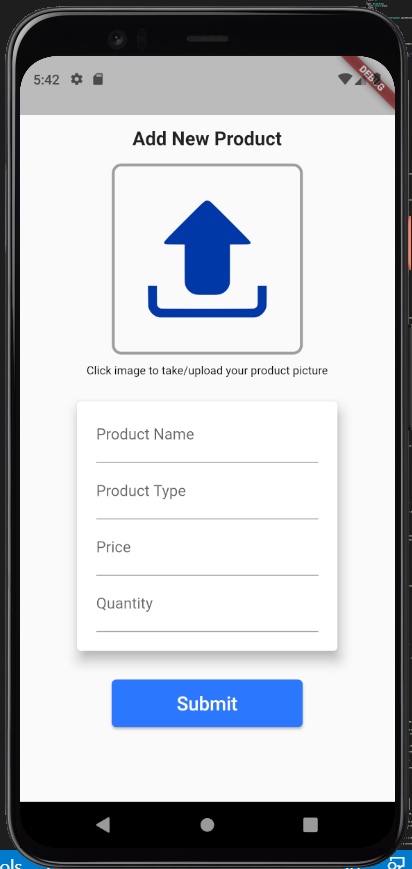 5:42
DEBUG
Add New Product
Click image to take/upload your product picture
Product Name
Product Type
Price
Quantity
Submit
ols